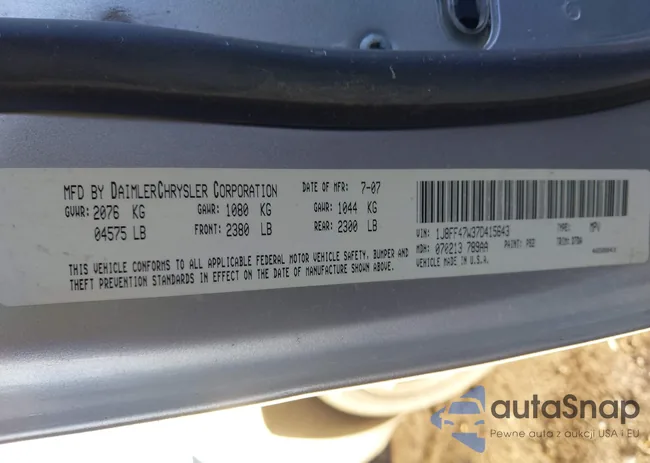 MFD BY DAIMLERCHRYSLER CORPORATION DATE OF MFR: 7-07
GVWR: 2076 KG GAWR: 1080 KG GAWR: 1044 KG
04575 LB FRONT: 2380 LB REAR: 2300 LB
THIS VEHICLE CONFORMS TO ALL APPLICABLE FEDERAL MOTOR VEHICLE SAFETY, BUMPER AND
THEFT PREVENTION STANDARDS IN EFFECT ON THE DATE OF MANUFACTURE SHOWN ABOVE.
VIN: 1J8FF47W37D415643 TYPE: MPV
MDH: 070213 789AA PAINT: TRIM:
VEHICLE MADE IN U.S.A.
autaSnap
Pewne auta z aukcji USA i EU